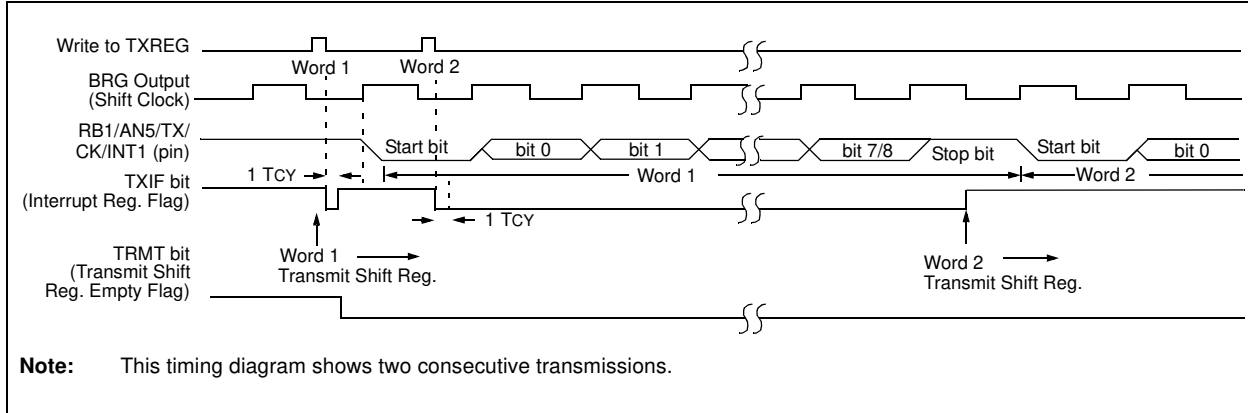 Write to TXREG
Word 1
Word 2
BRG Output
(Shift Clock)
RB1/AN5/TX/
CK/INT1 (pin)
Start bit
bit 0
bit 1
bit 7/8
Stop bit
Start bit
bit 0
1 TCY
Word 1
Word 2
TXIF bit
(Interrupt Reg. Flag)
1 TCY
Word 1
Transmit Shift Reg.
Word 2
Transmit Shift Reg.
TRMT bit
(Transmit Shift
Reg. Empty Flag)
Note: This timing diagram shows two consecutive transmissions.